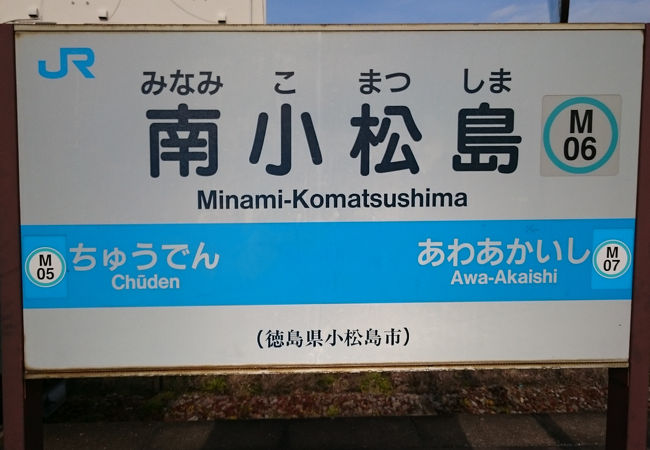 JR
みなみ こ まつ しま
南小松島
M
06
Minami-Komatsushima
M
05
ちゅうでん
Chūden
あわあかいし
Awa-Akaishi
M
07
(徳島県小松島市)